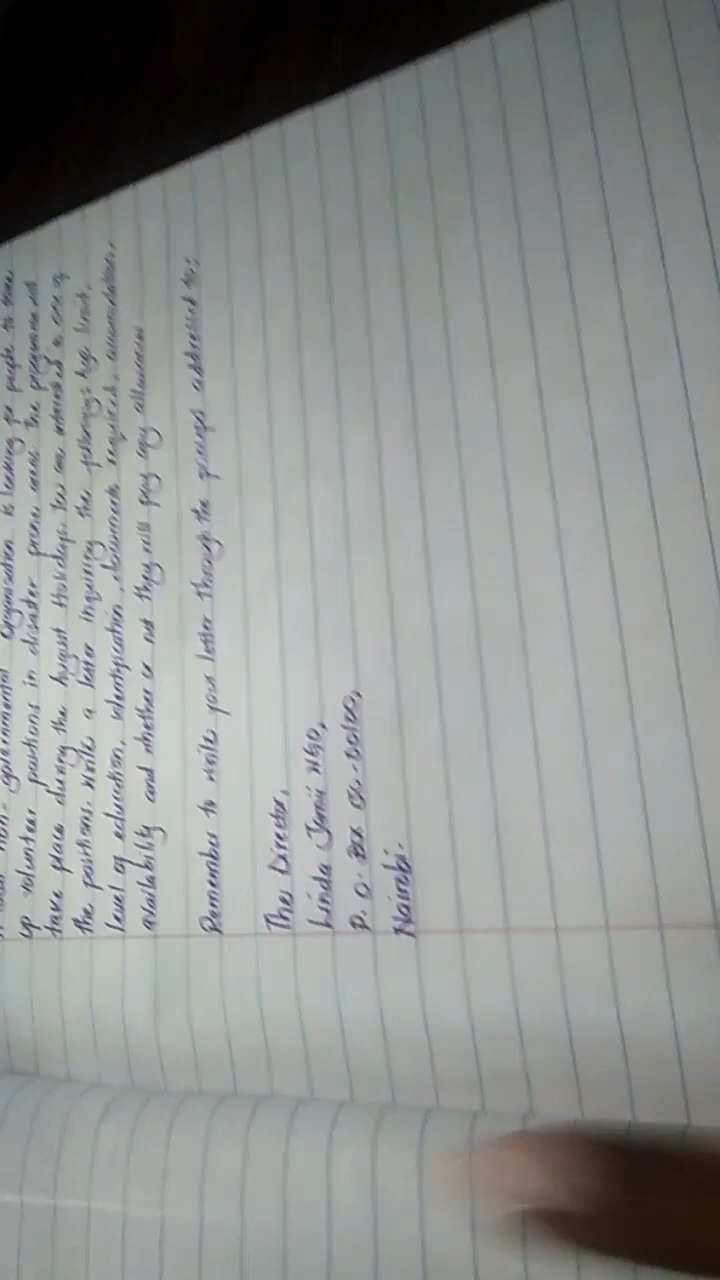 non-governmental organisation is looking for people to
up volunteer positions in disaster prone areas. The programme will
take place during the August Holidays. You are interested in one of
the positions. Write a letter inquiring the following: Age limit,
level of education, identification, documents required, accomodation,
availability and whether or not they will pay any allowances
Remember to write your letter through the principal addressed to:
The Director,
Linda Jamii NGO,
P.O. Box
Nairobi.